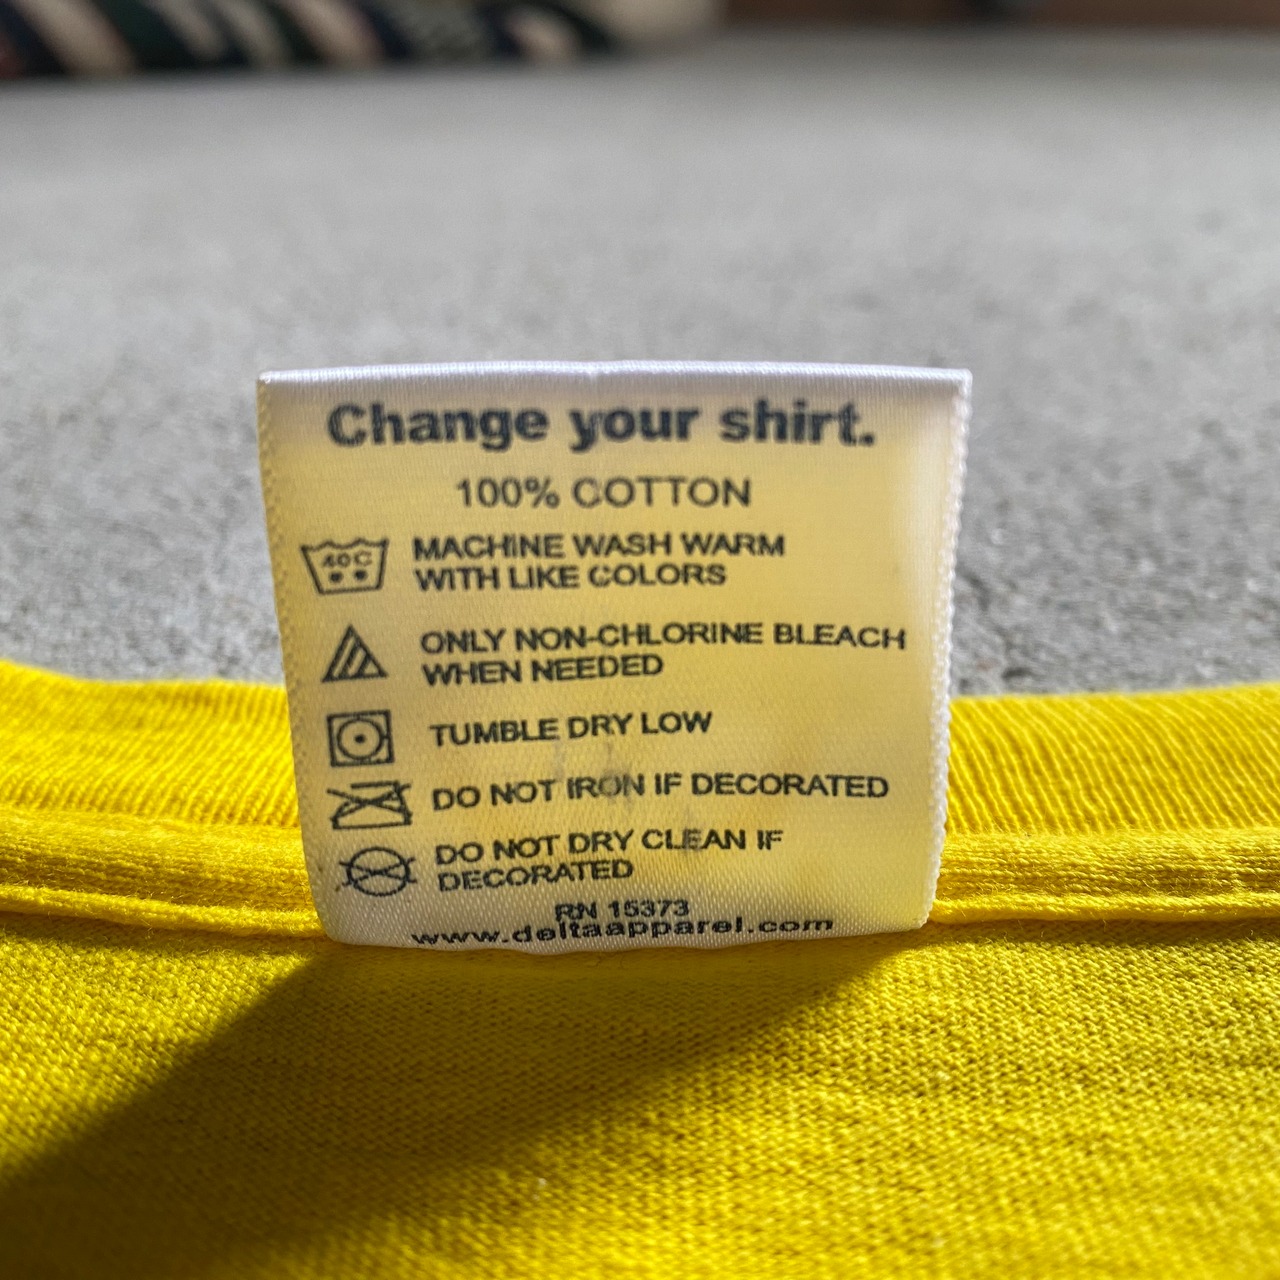 Change your shirt.
100% COTTON
40C
MACHINE WASH WARM
WITH LIKE COLORS
ONLY NON-CHLORINE BLEACH
WHEN NEEDED
TUMBLE DRY LOW
DO NOT IRON IF DECORATED
DO NOT DRY CLEAN IF
DECORATED
RN 15373
www.deltaapparel.com